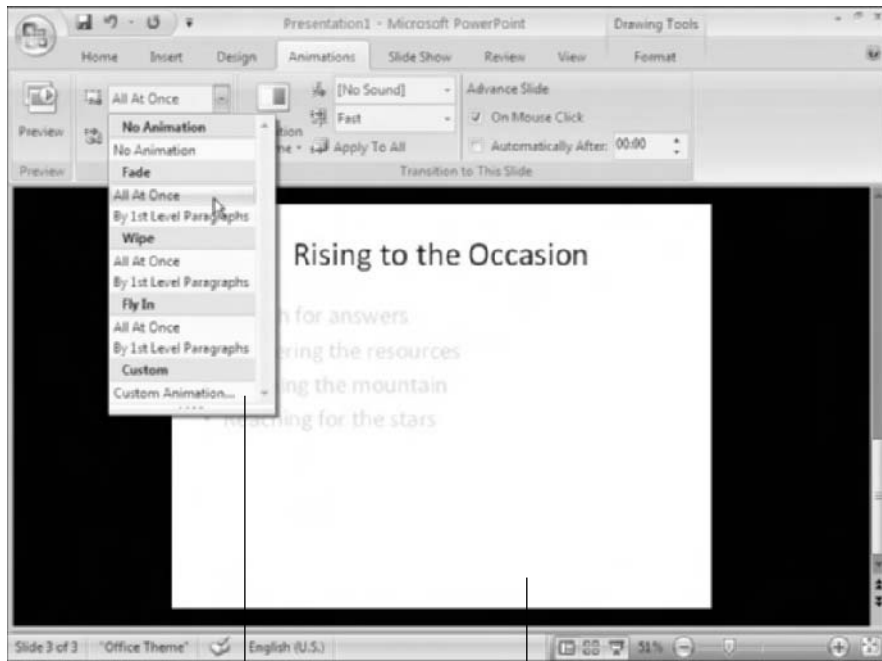 Presentation1 - Microsoft PowerPoint Drawing Tools
Home Insert Design Animations Slide Show Review View Format
Preview
All At Once
[No Sound]
Fast
Apply To All
Advance Slide
On Mouse Click
Automatically After: 00:00
Preview Transition to This Slide
No Animation
No Animation
Fade
All At Once
By 1st Level Paragraphs
Wipe
All At Once
By 1st Level Paragraphs
Fly In
All At Once
By 1st Level Paragraphs
Custom
Custom Animation...
Rising to the Occasion
for answers
the resources
the mountain
• Reaching for the stars
Slide 3 of 3 "Office Theme" English (U.S.) 51%